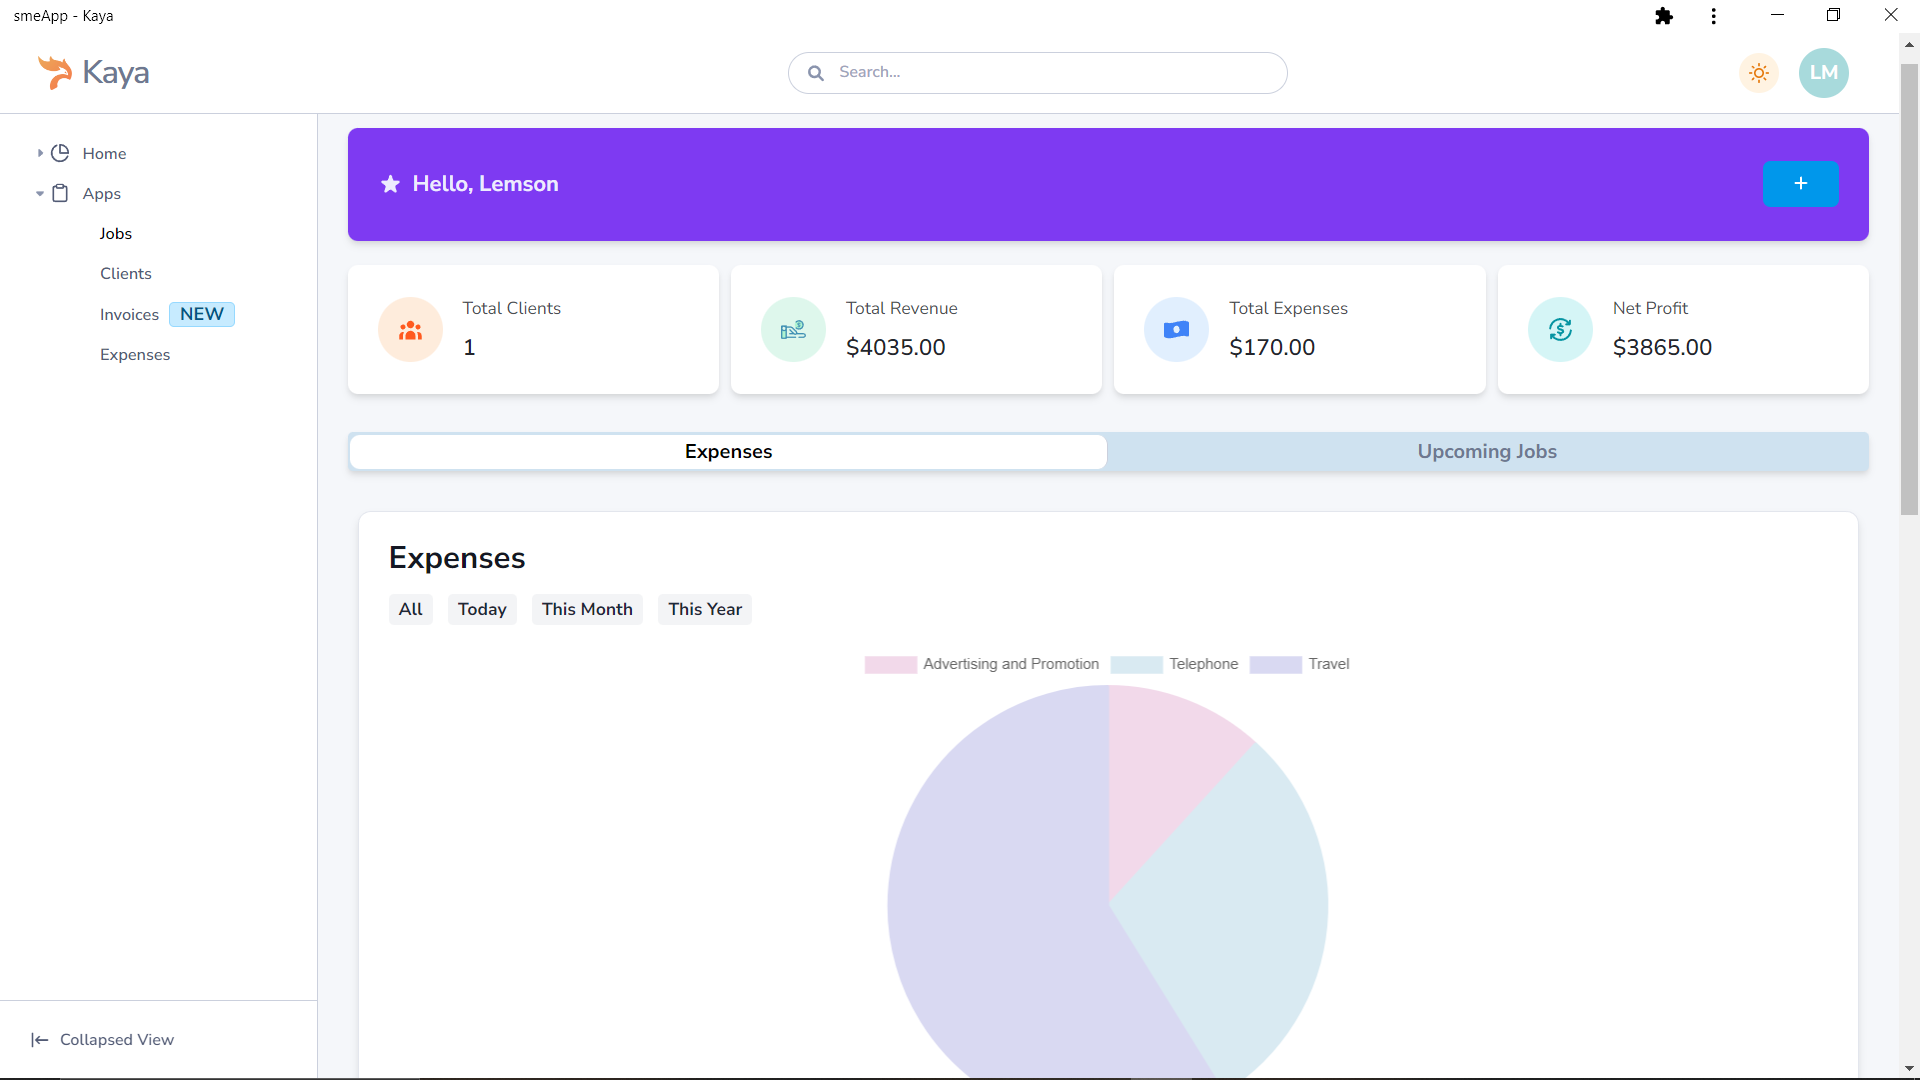 smeApp - Kaya
Kaya
Search...
LM
Home
Apps
Jobs
Clients
Invoices NEW
Expenses
Collapsed View
Hello, Lemson
+
Total Clients
1
Total Revenue
$4035.00
Total Expenses
$170.00
Net Profit
$3865.00
Expenses
Upcoming Jobs
Expenses
All Today This Month This Year
Advertising and Promotion Telephone Travel